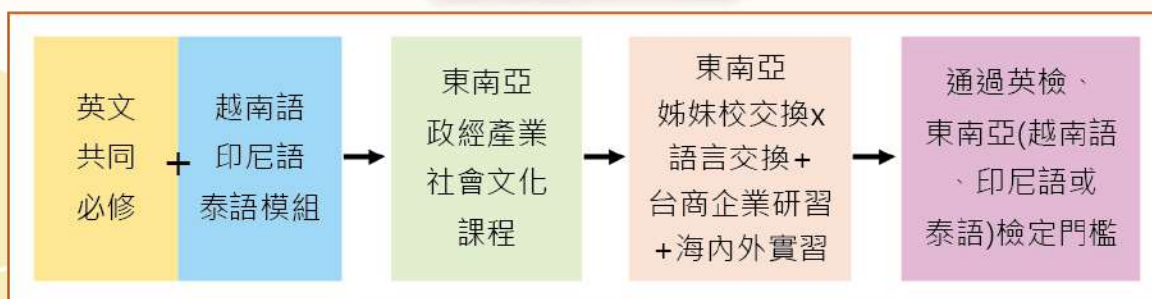 英文
共同
必修
+
越南語
印尼語
泰語模組
東南亞
政經產業
社會文化
課程
東南亞
姊妹校交換x
語言交換+
台商企業研習
+海內外實習
通過英檢、
東南亞(越南語
、印尼語或
泰語)檢定門檻